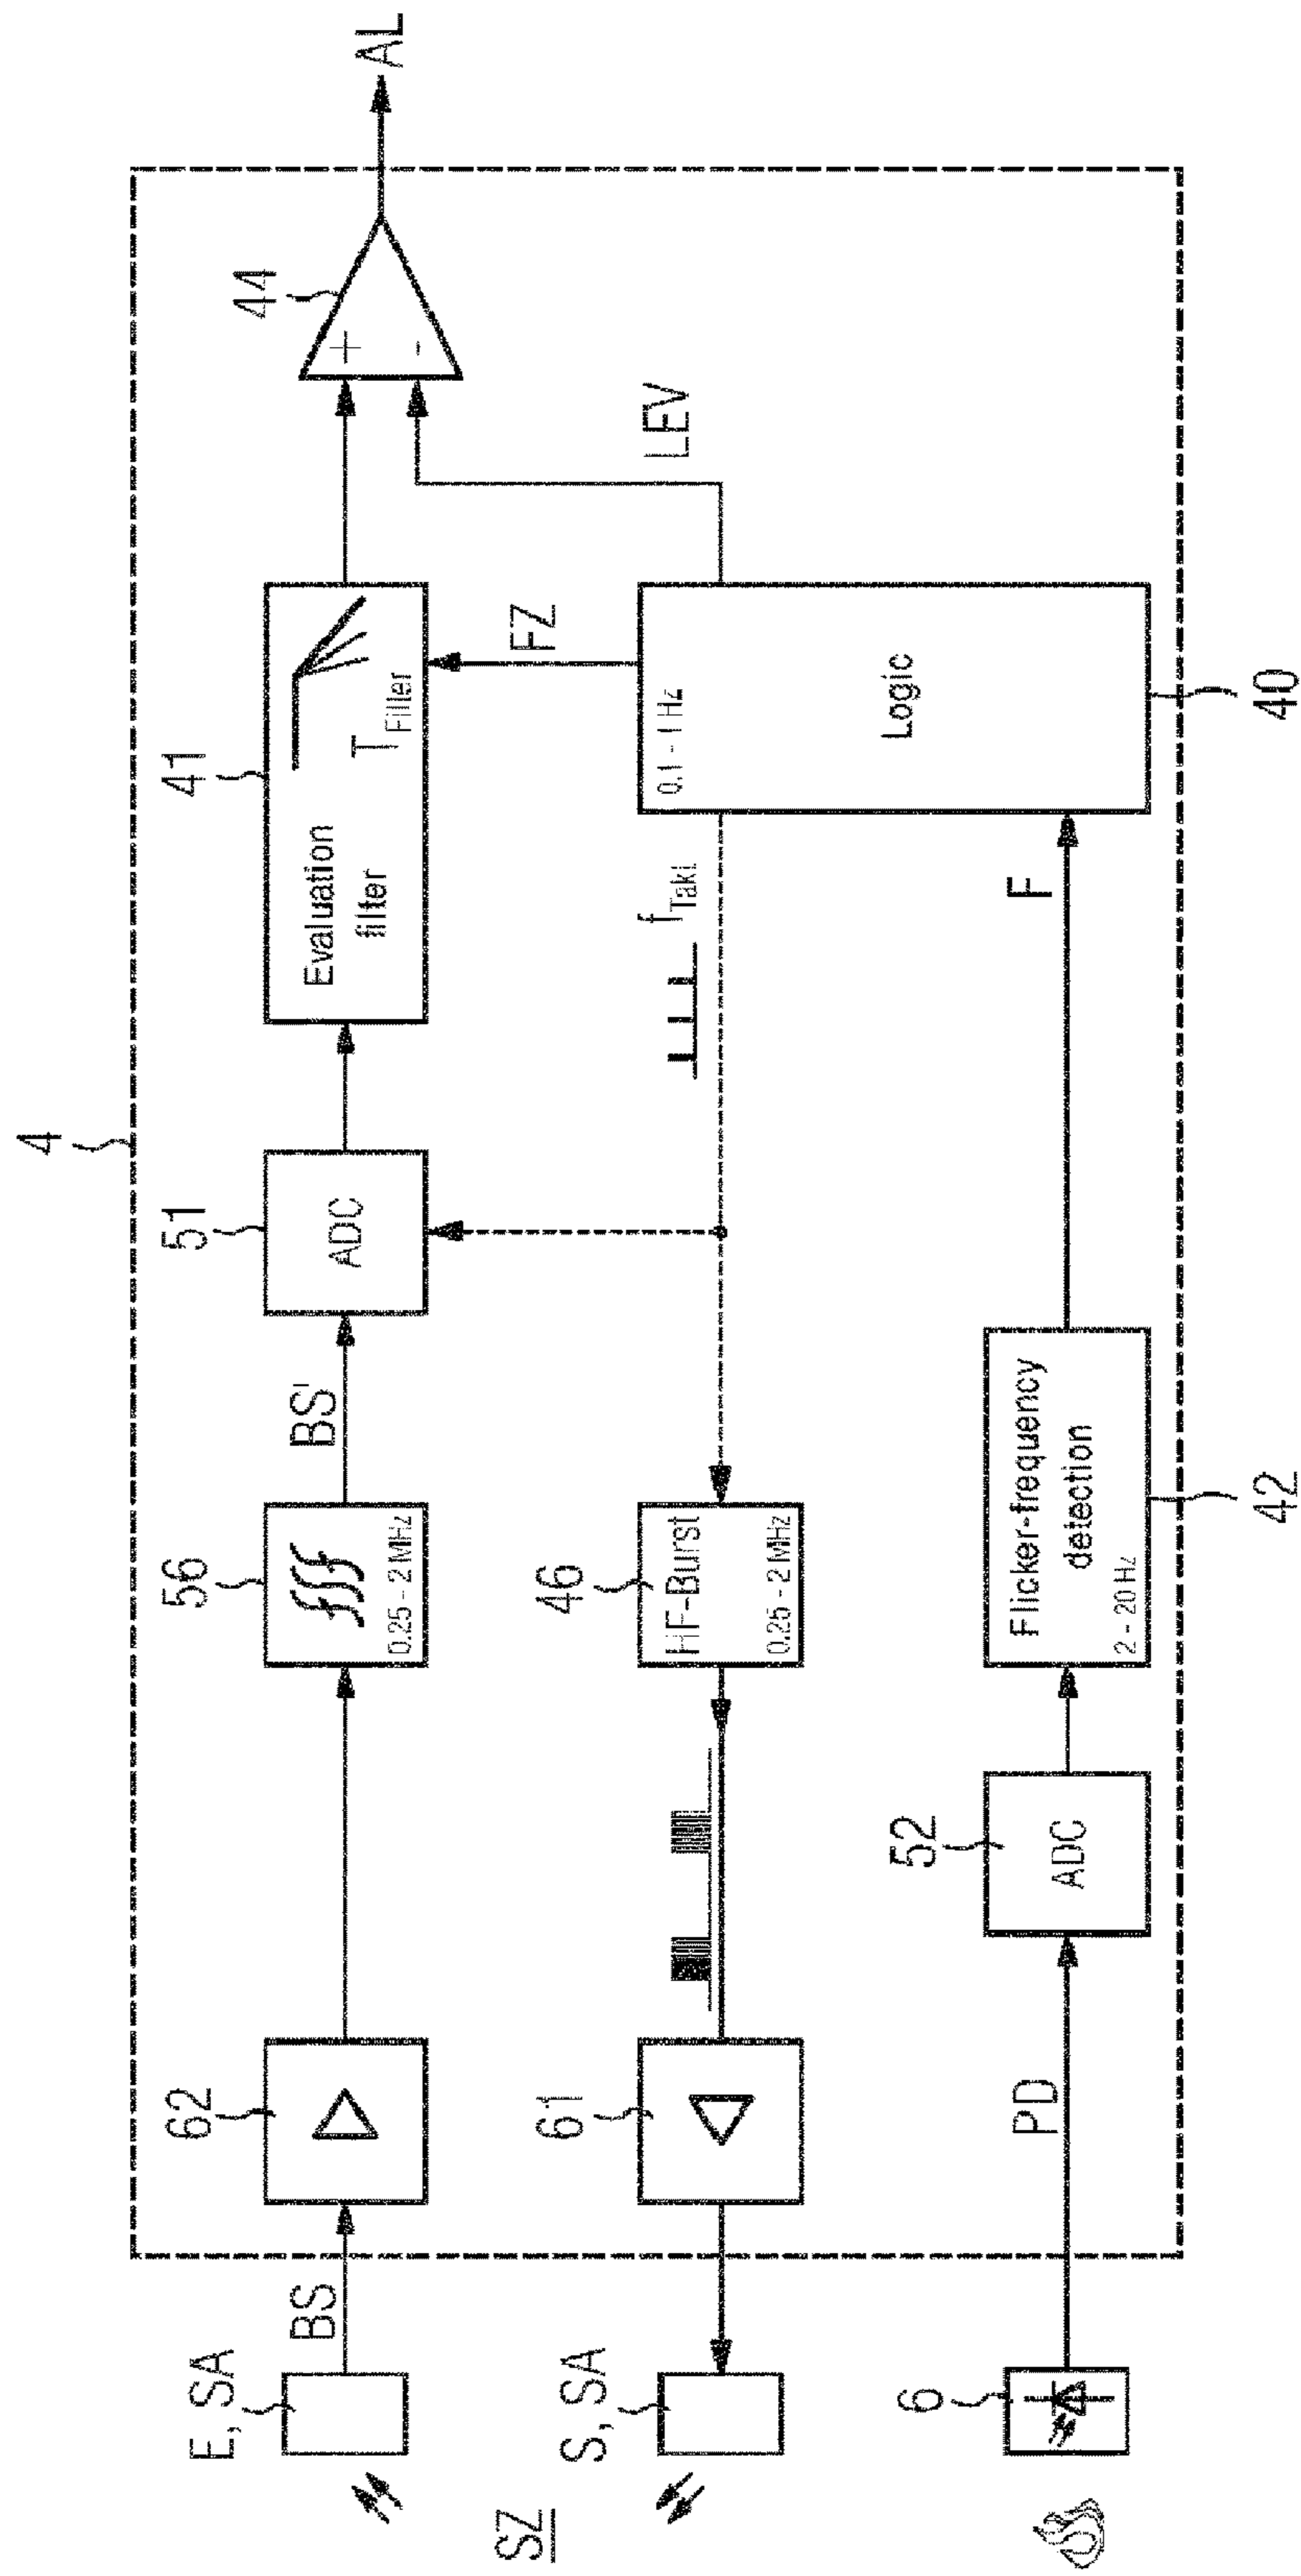 4
AL
44
+
-
LEV
41
Evaluation
filter
T Filler
FZ
0.1 - 1 Hz
Logic
40
51
ADC
f Takl
F
56
0.25 - 2 MHz
BS'
46
HF-Burst
0.25 - 2 MHz
Flicker-frequency
detection
2 - 20 Hz
42
52
ADC
62
61
PD
E, SA
BS
S, SA
6
SZ